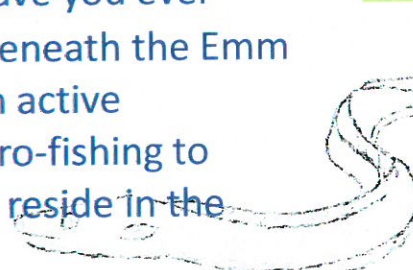 ave you ever
eneath the Emm
n active
ro-fishing to
reside in the